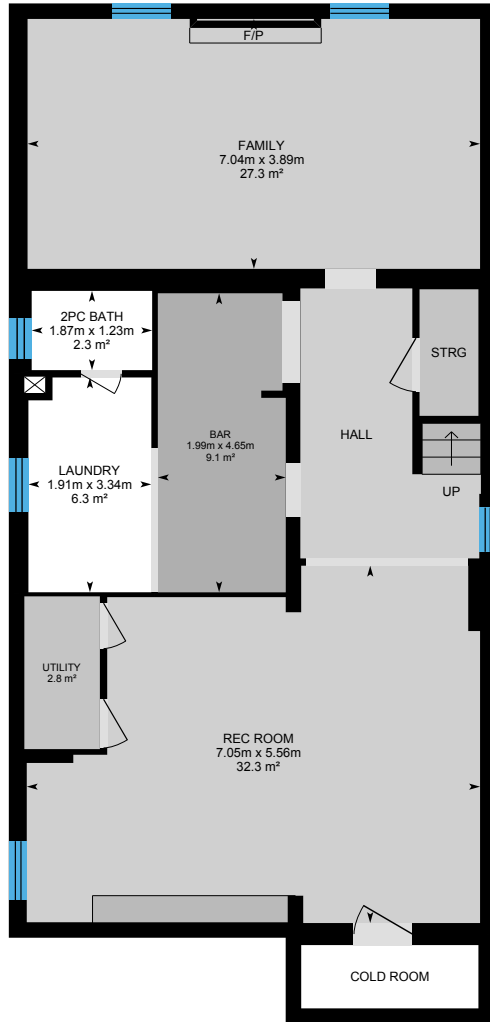 F/P
FAMILY
7.04m x 3.89m
27.3 m²
2PC BATH
1.87m x 1.23m
2.3 m²
STRG
BAR
1.99m x 4.65m
9.1 m²
HALL
LAUNDRY
1.91m x 3.34m
6.3 m²
UP
UTILITY
2.8 m²
REC ROOM
7.05m x 5.56m
32.3 m²
COLD ROOM